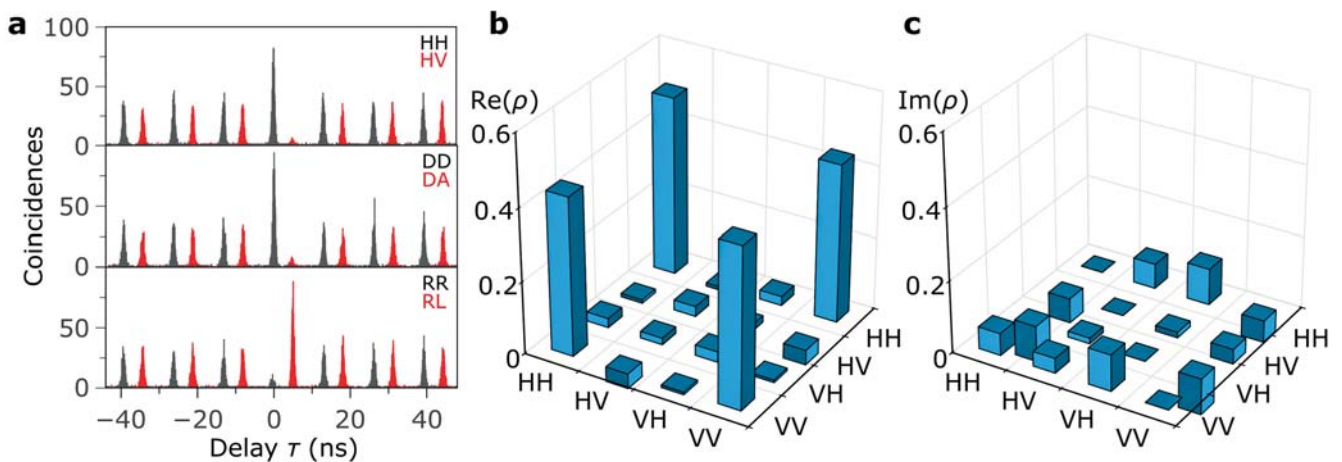 a
100
50
0
50
0
50
0
Coincidences
HH
HV
DD
DA
RR
RL
−40
−20
0
20
40
Delay τ (ns)
b
Re(ρ)
0.6
0.4
0.2
0
HH
HV
VH
VV
HH
HV
VH
VV
c
Im(ρ)
0.6
0.4
0.2
0
HH
HV
VH
VV
HH
HV
VH
VV